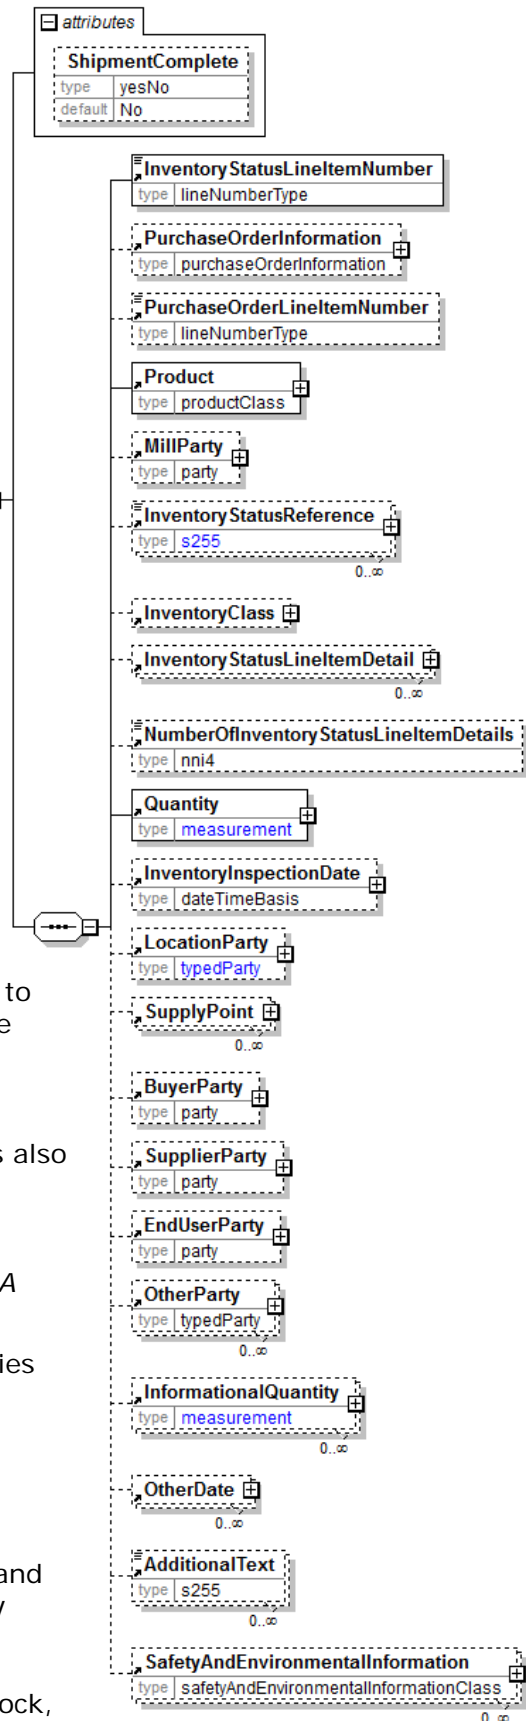 attributes
ShipmentComplete
type yesNo
default No
InventoryStatusLineItemNumber
type lineNumberType
PurchaseOrderInformation
type purchaseOrderInformation
PurchaseOrderLineItemNumber
type lineNumberType
Product
type productClass
MillParty
type party
InventoryStatusReference
type s255
0..∞
InventoryClass
InventoryStatusLineItemDetail
0..∞
NumberOfInventoryStatusLineItemDetails
type nni4
Quantity
type measurement
InventoryInspectionDate
type dateTimeBasis
LocationParty
type typedParty
to
e
SupplyPoint
0..∞
BuyerParty
type party
s also
SupplierParty
type party
EndUserParty
type party
A
OtherParty
type typedParty
0..∞
ies
InformationalQuantity
type measurement
0..∞
OtherDate
0..∞
and
AdditionalText
type s255
0..∞
SafetyAndEnvironmentalInformation
type safetyAndEnvironmentalInformationClass
ock,
0..∞